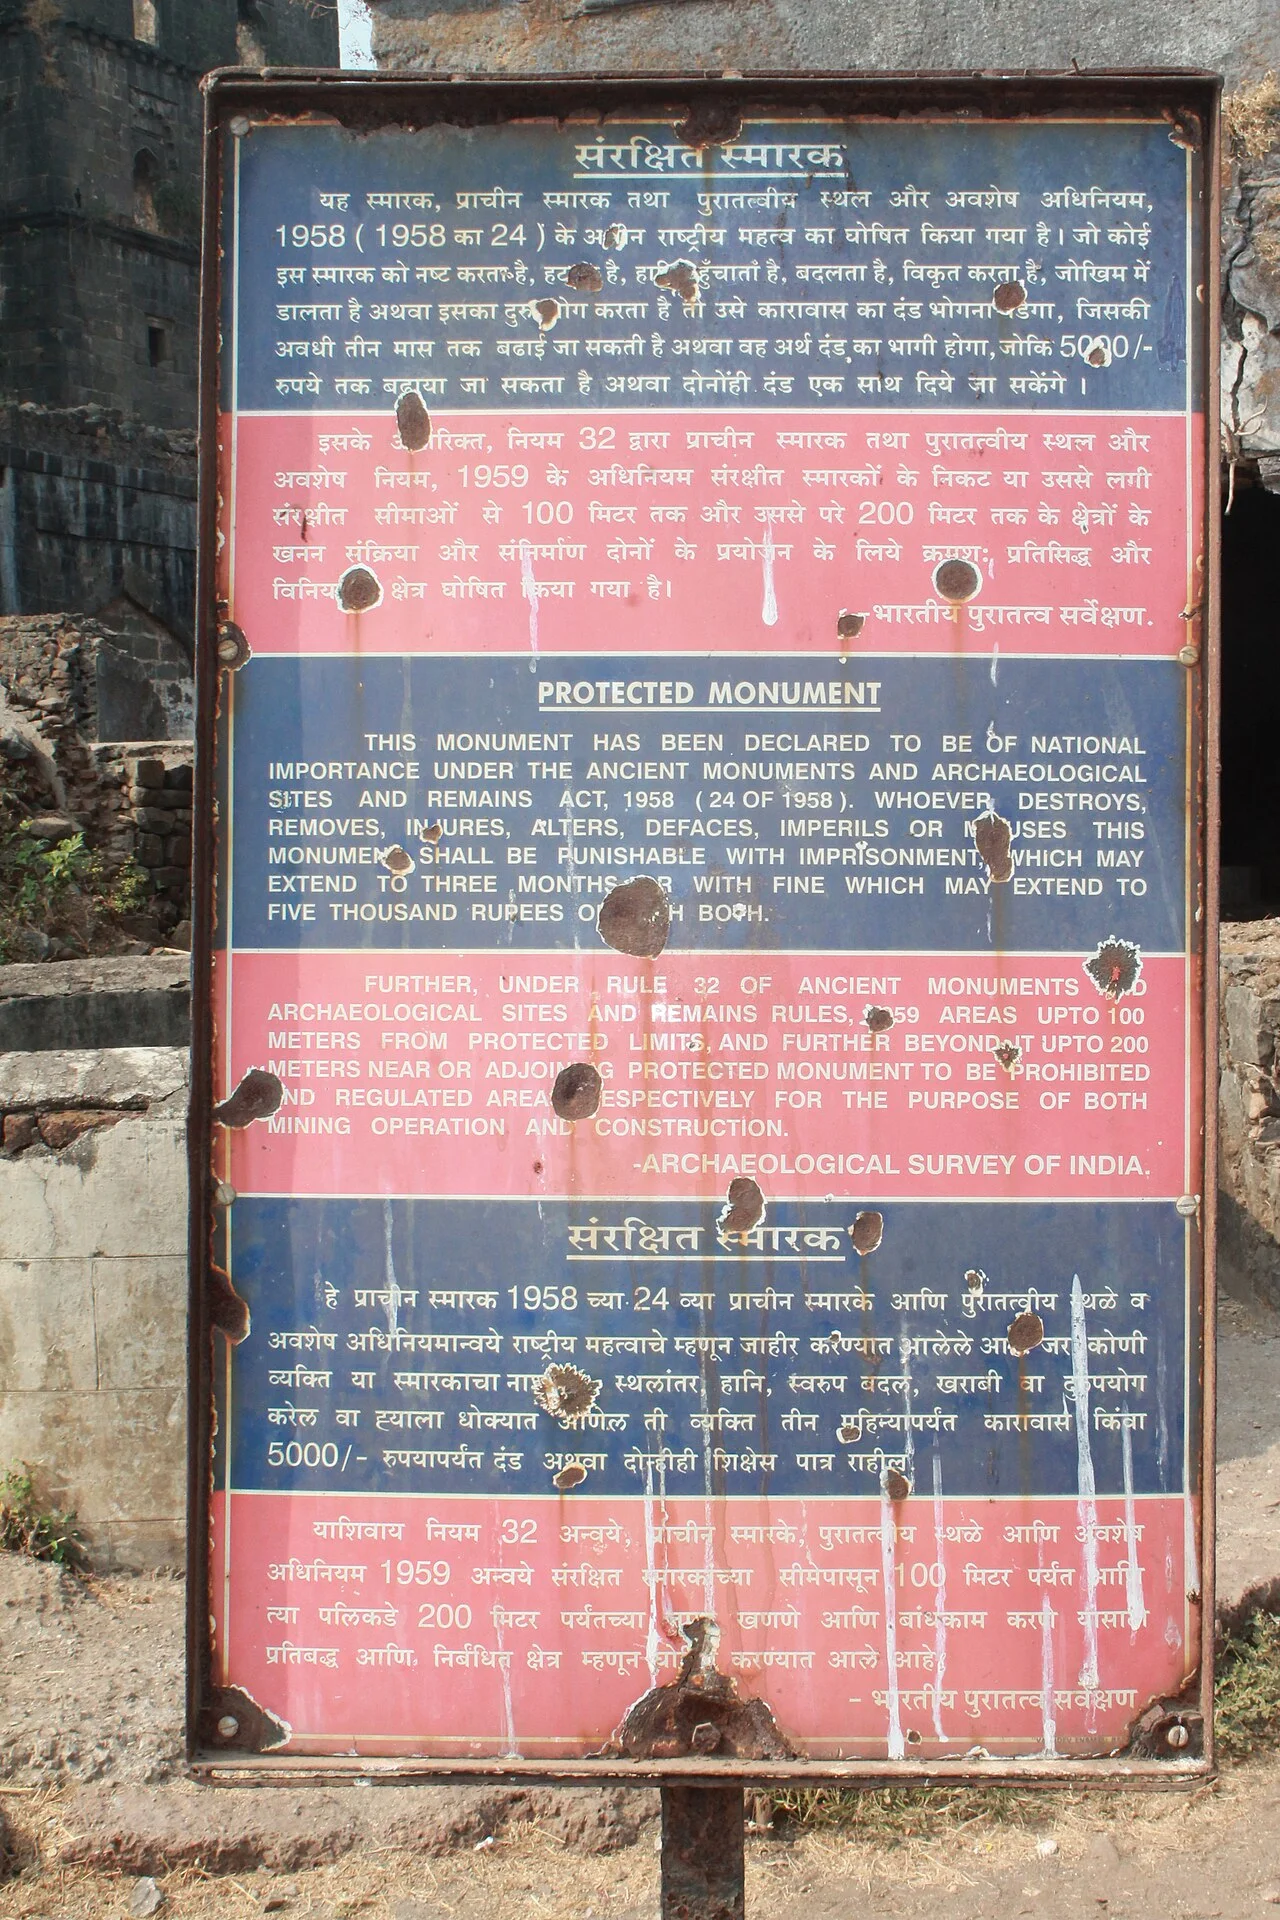 संरक्षित स्मारक
यह स्मारक, प्राचीन स्मारक तथा पुरातत्वीय स्थल और अवशेष अधिनियम,
1958 ( 1958 का 24 ) के राष्ट्रीय महत्व का घोषित किया गया है। जो कोई
इस स्मारक को नष्ट करता है, है, है, बदलता है, विकृत करता है, जोखिम में
डालता है अथवा इसका करता है तो उसे कारावास का दंड भोगना जिसकी
अवधी तीन मास तक बढाई जा सकती है अथवा वह अर्थ दंड का भागी होगा, जोकि 5000/-
रुपये तक बढाया जा सकता है अथवा दोनोंही दंड एक साथ दिये जा सकेंगे ।
इसके नियम 32 द्वारा प्राचीन स्मारक तथा पुरातत्वीय स्थल और
अवशेष नियम, 1959 के अधिनियम संरक्षीत स्मारकों के निकट या उससे लगी
संरक्षीत सीमाओं से 100 मिटर तक और उससे परे 200 मिटर तक के क्षेत्रों के
खनन संक्रिया और संनिर्माण दोनों के प्रयोजन के लिये क्रमशः प्रतिसिद्ध और
क्षेत्र घोषित किया गया है।
-भारतीय पुरातत्व सर्वेक्षण.
PROTECTED MONUMENT
THIS MONUMENT HAS BEEN DECLARED TO BE OF NATIONAL
IMPORTANCE UNDER THE ANCIENT MONUMENTS AND ARCHAEOLOGICAL
SITES AND REMAINS ACT, 1958 ( 24 OF 1958 ). WHOEVER DESTROYS,
REMOVES, INJURES, ALTERS, DEFACES, IMPERILS OR MISUSES THIS
MONUMENT SHALL BE PUNISHABLE WITH IMPRISONMENT, WHICH MAY
EXTEND TO THREE MONTHS OR WITH FINE WHICH MAY EXTEND TO
FIVE THOUSAND RUPEES BOTH.
FURTHER, UNDER RULE 32 OF ANCIENT MONUMENTS AND
ARCHAEOLOGICAL SITES AND REMAINS RULES, 1959 AREAS UPTO 100
METERS FROM PROTECTED LIMITS, AND FURTHER BEYOND IT UPTO 200
METERS NEAR OR ADJOINING PROTECTED MONUMENT TO BE PROHIBITED
AND REGULATED AREA RESPECTIVELY FOR THE PURPOSE OF BOTH
MINING OPERATION AND CONSTRUCTION.
-ARCHAEOLOGICAL SURVEY OF INDIA.
संरक्षित स्मारक
हे प्राचीन स्मारक 1958 च्या 24 व्या प्राचीन स्मारके आणि पुरातत्वीय स्थळे व
अवशेष अधिनियमान्वये राष्ट्रीय महत्वाचे म्हणून जाहीर करण्यात आलेले जर कोणी
व्यक्ति या स्मारकाचा स्थलांतर, हानि, स्वरुप बदल, खराबी वा
करेल वा ह्याला धोक्यात आणेल ती व्यक्ति तीन महिन्यापर्यंत कारावास किंवा
5000/- रुपयापर्यंत दंड अथवा दोन्हीही शिक्षेस पात्र राहील
याशिवाय नियम 32 अन्वये, प्राचीन स्मारके, पुरातत्वीय स्थळे आणि अवशेष
अधिनियम 1959 अन्वये संरक्षित स्मारकांच्या सीमेपासून 100 मिटर पर्यंत आणि
त्या पलिकडे 200 मिटर पर्यंतच्या खणणे आणि बांधकाम करणे
प्रतिबद्ध आणि निर्बंधित क्षेत्र म्हणून करण्यात आले आहे
- भारतीय पुरातत्व सर्वेक्षण